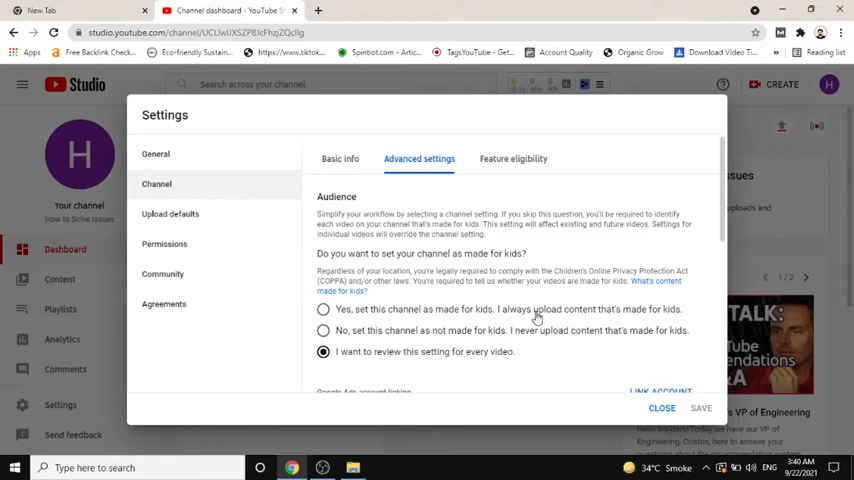 New Tab
Channel dashboard - YouTube St
studio.youtube.com/channel/
Apps
Free Backlink Check...
Eco-friendly Sustain...
https://www.tiktok....
Spinbot.com - Artic...
TagsYouTube - Get...
Account Quality
Organic Grow
Download Video Ti...
Reading list
Studio
Search across your channel
CREATE
H
H
Your channel
How to Solve Issues
Dashboard
Content
Playlists
Analytics
Comments
Settings
Send feedback
Settings
General
Channel
Upload defaults
Permissions
Community
Agreements
Basic info
Advanced settings
Feature eligibility
Audience
Simplify your workflow by selecting a channel setting. If you skip this question, you'll be required to identify
each video on your channel that's made for kids. This setting will affect existing and future videos. Settings for
individual videos will override the channel setting.
Do you want to set your channel as made for kids?
Regardless of your location, you're legally required to comply with the Children's Online Privacy Protection Act
(COPPA) and/or other laws. You're required to tell us whether your videos are made for kids. What's content
made for kids?
Yes, set this channel as made for kids. I always upload content that's made for kids.
No, set this channel as not made for kids. I never upload content that's made for kids.
I want to review this setting for every video.
Google Ads account linking
LINK ACCOUNT
CLOSE
SAVE
ssues
uploads and
1 / 2
TALK:
Tube
mendations
&A
's VP of Engineering
Hello Insiders! Today we have our VP of
Engineering, Cristos, here to answer your
Type here to search
34°C Smoke
ENG
3:40 AM
9/22/2021